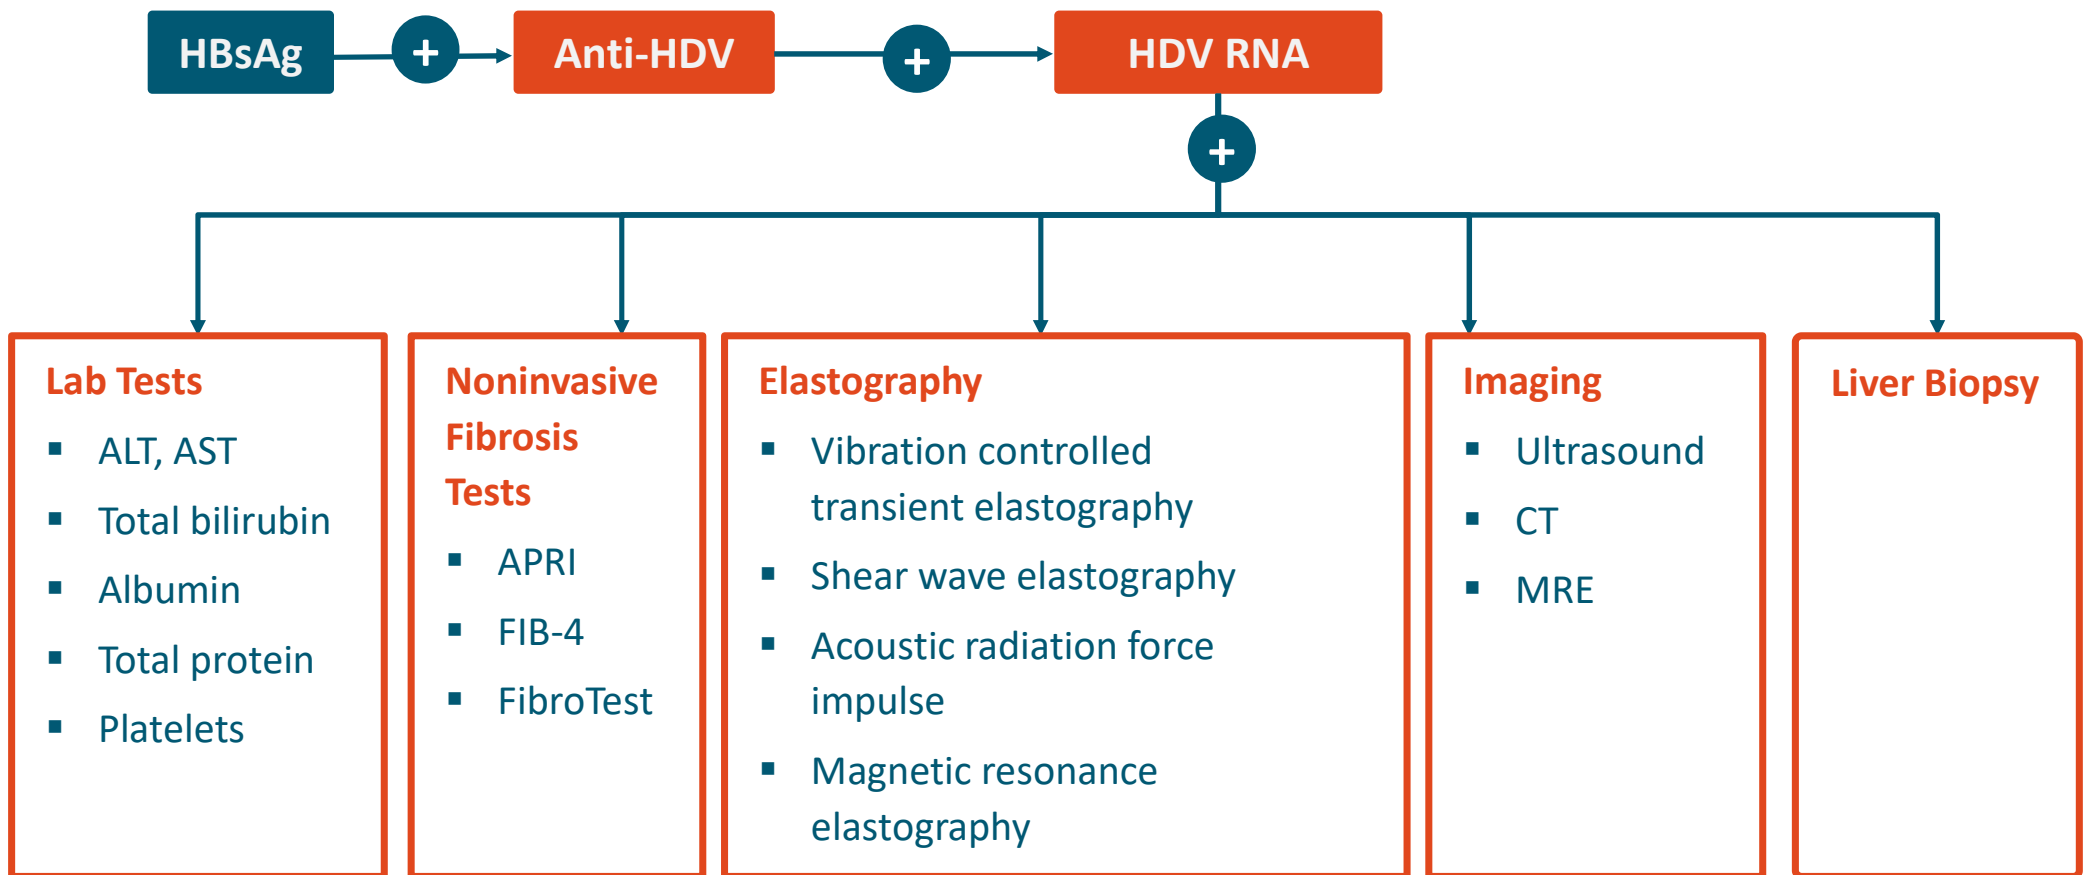 HBsAg
+
Anti-HDV
+
HDV RNA
+
Lab Tests
▪ ALT, AST
▪ Total bilirubin
▪ Albumin
▪ Total protein
▪ Platelets
Noninvasive
Fibrosis
Tests
▪ APRI
▪ FIB-4
▪ FibroTest
Elastography
▪ Vibration controlled
transient elastography
▪ Shear wave elastography
▪ Acoustic radiation force
impulse
▪ Magnetic resonance
elastography
Imaging
▪ Ultrasound
▪ CT
▪ MRE
Liver Biopsy